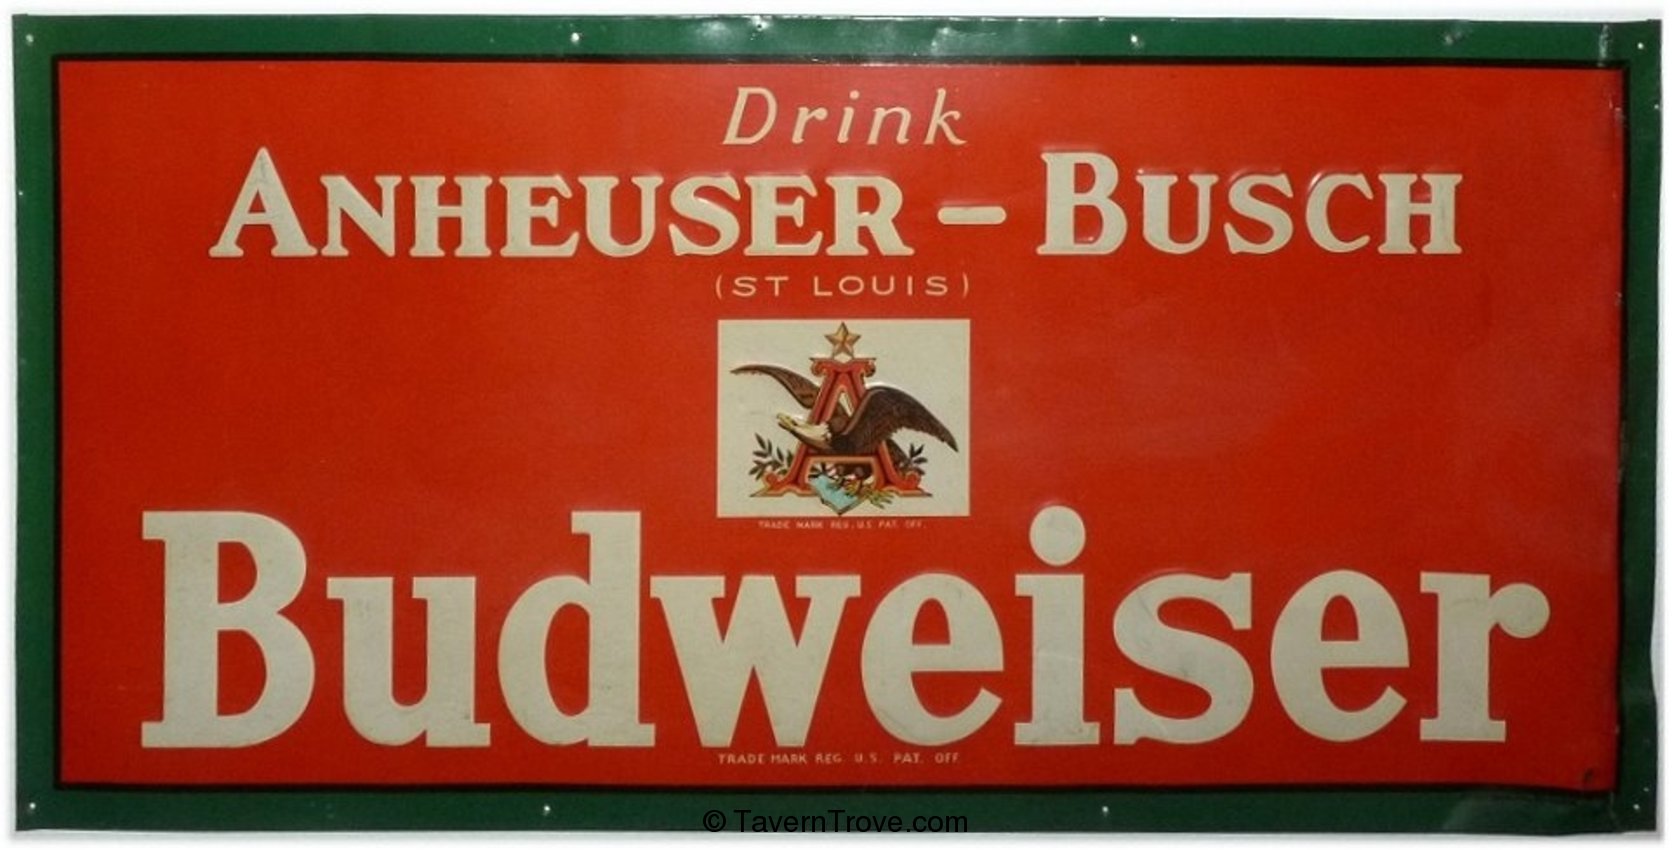 Drink
ANHEUSER – BUSCH
(ST LOUIS)
A
TRADE MARK REG. U.S. PAT. OFF.
Budweiser
TRADE MARK REG. U.S. PAT. OFF.
© TavernTrove.com